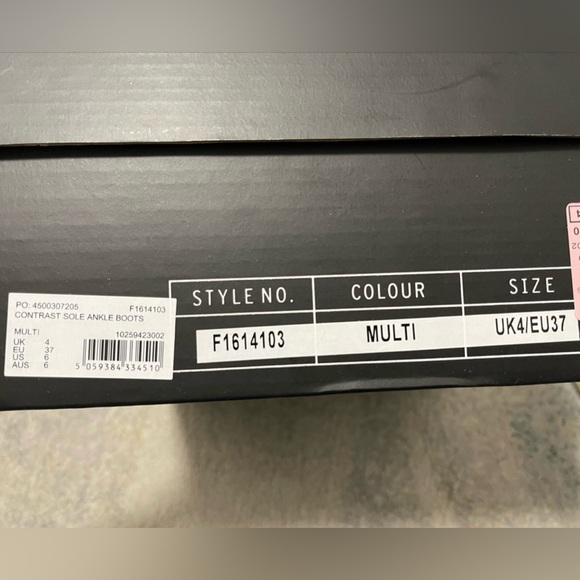 PO: 4500307205 F1614103
CONTRAST SOLE ANKLE BOOTS
MULTI 10259423002
UK 4
EU 37
US 6
AUS 6
5 059384 334510
STYLE NO. COLOUR SIZE
F1614103 MULTI UK4/EU37